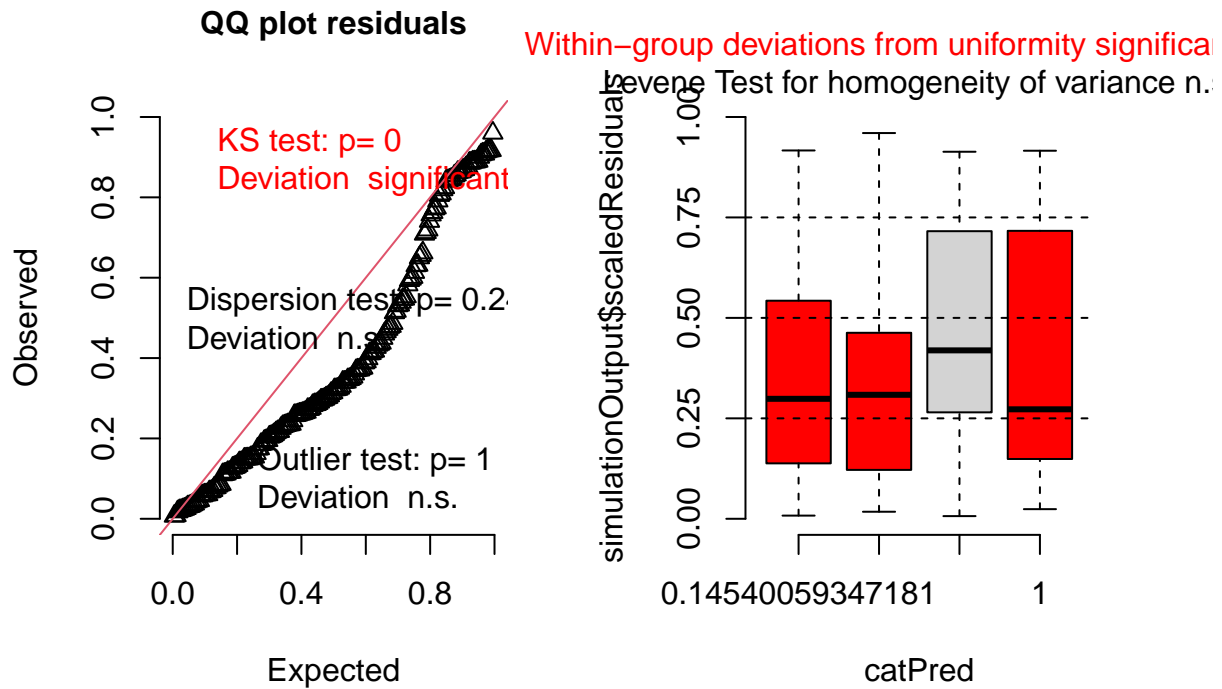 QQ plot residuals
KS test: p= 0
Deviation significant
Dispersion test: p= 0.24
Deviation n.s.
Outlier test: p= 1
Deviation n.s.
Observed
1.0
0.8
0.6
0.4
0.2
0.0
0.0
0.4
0.8
Expected
Within−group deviations from uniformity significa
Levene Test for homogeneity of variance n.s
simulationOutput$scaledResiduals
1.00
0.75
0.50
0.25
0.00
0.14540059347181
1
catPred